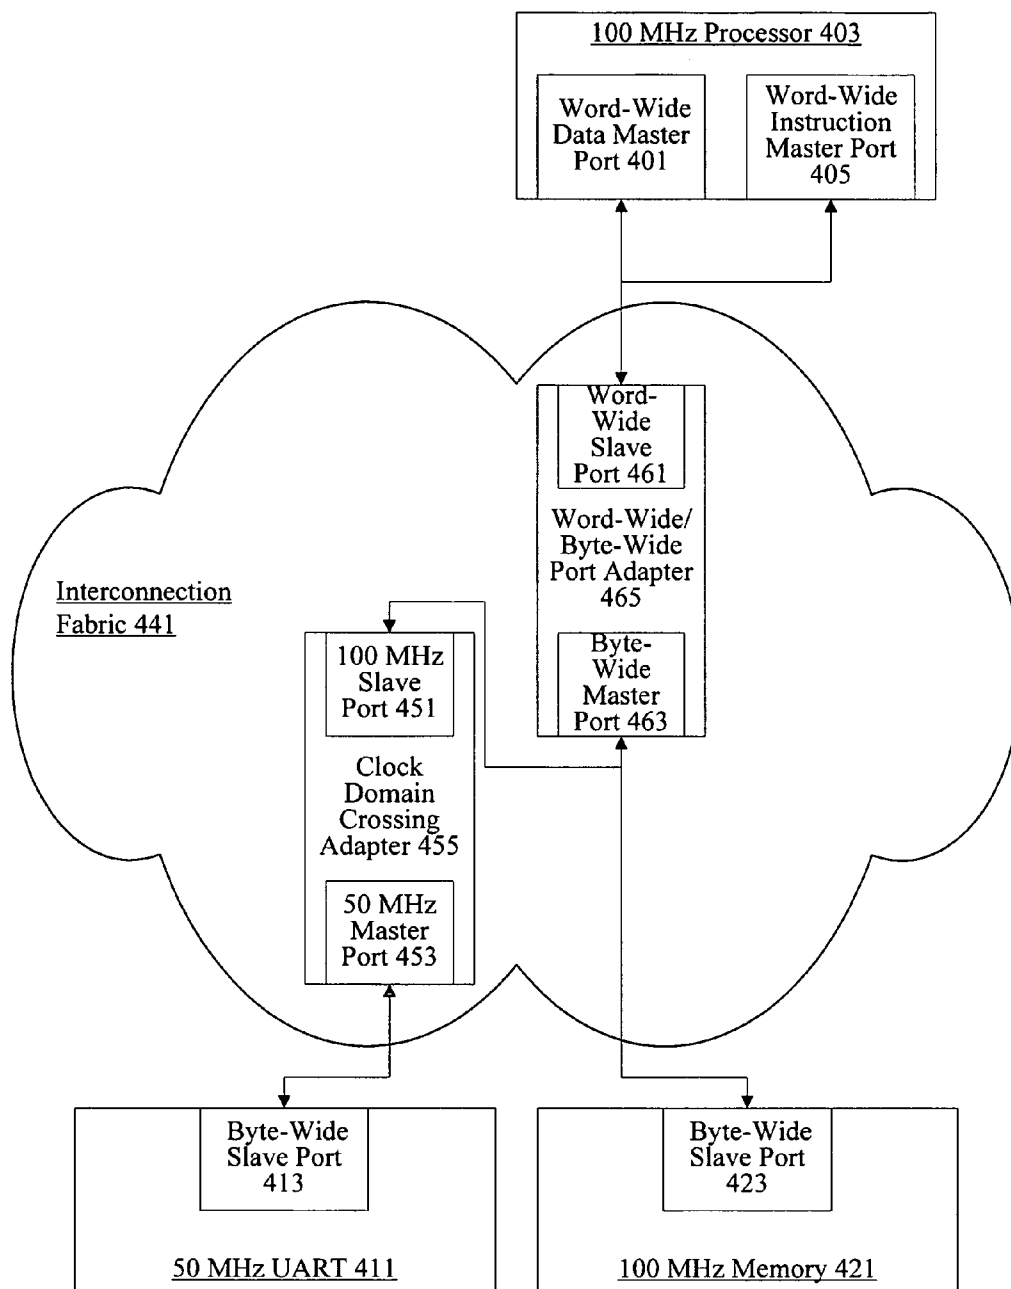 100 MHz Processor 403
Word-Wide
Data Master
Port 401
Word-Wide
Instruction
Master Port
405
Word-
Wide
Slave
Port 461
Word-Wide/
Byte-Wide
Port Adapter
465
Byte-
Wide
Master
Port 463
Interconnection
Fabric 441
100 MHz
Slave
Port 451
Clock
Domain
Crossing
Adapter 455
50 MHz
Master
Port 453
Byte-Wide
Slave Port
413
50 MHz UART 411
Byte-Wide
Slave Port
423
100 MHz Memory 421